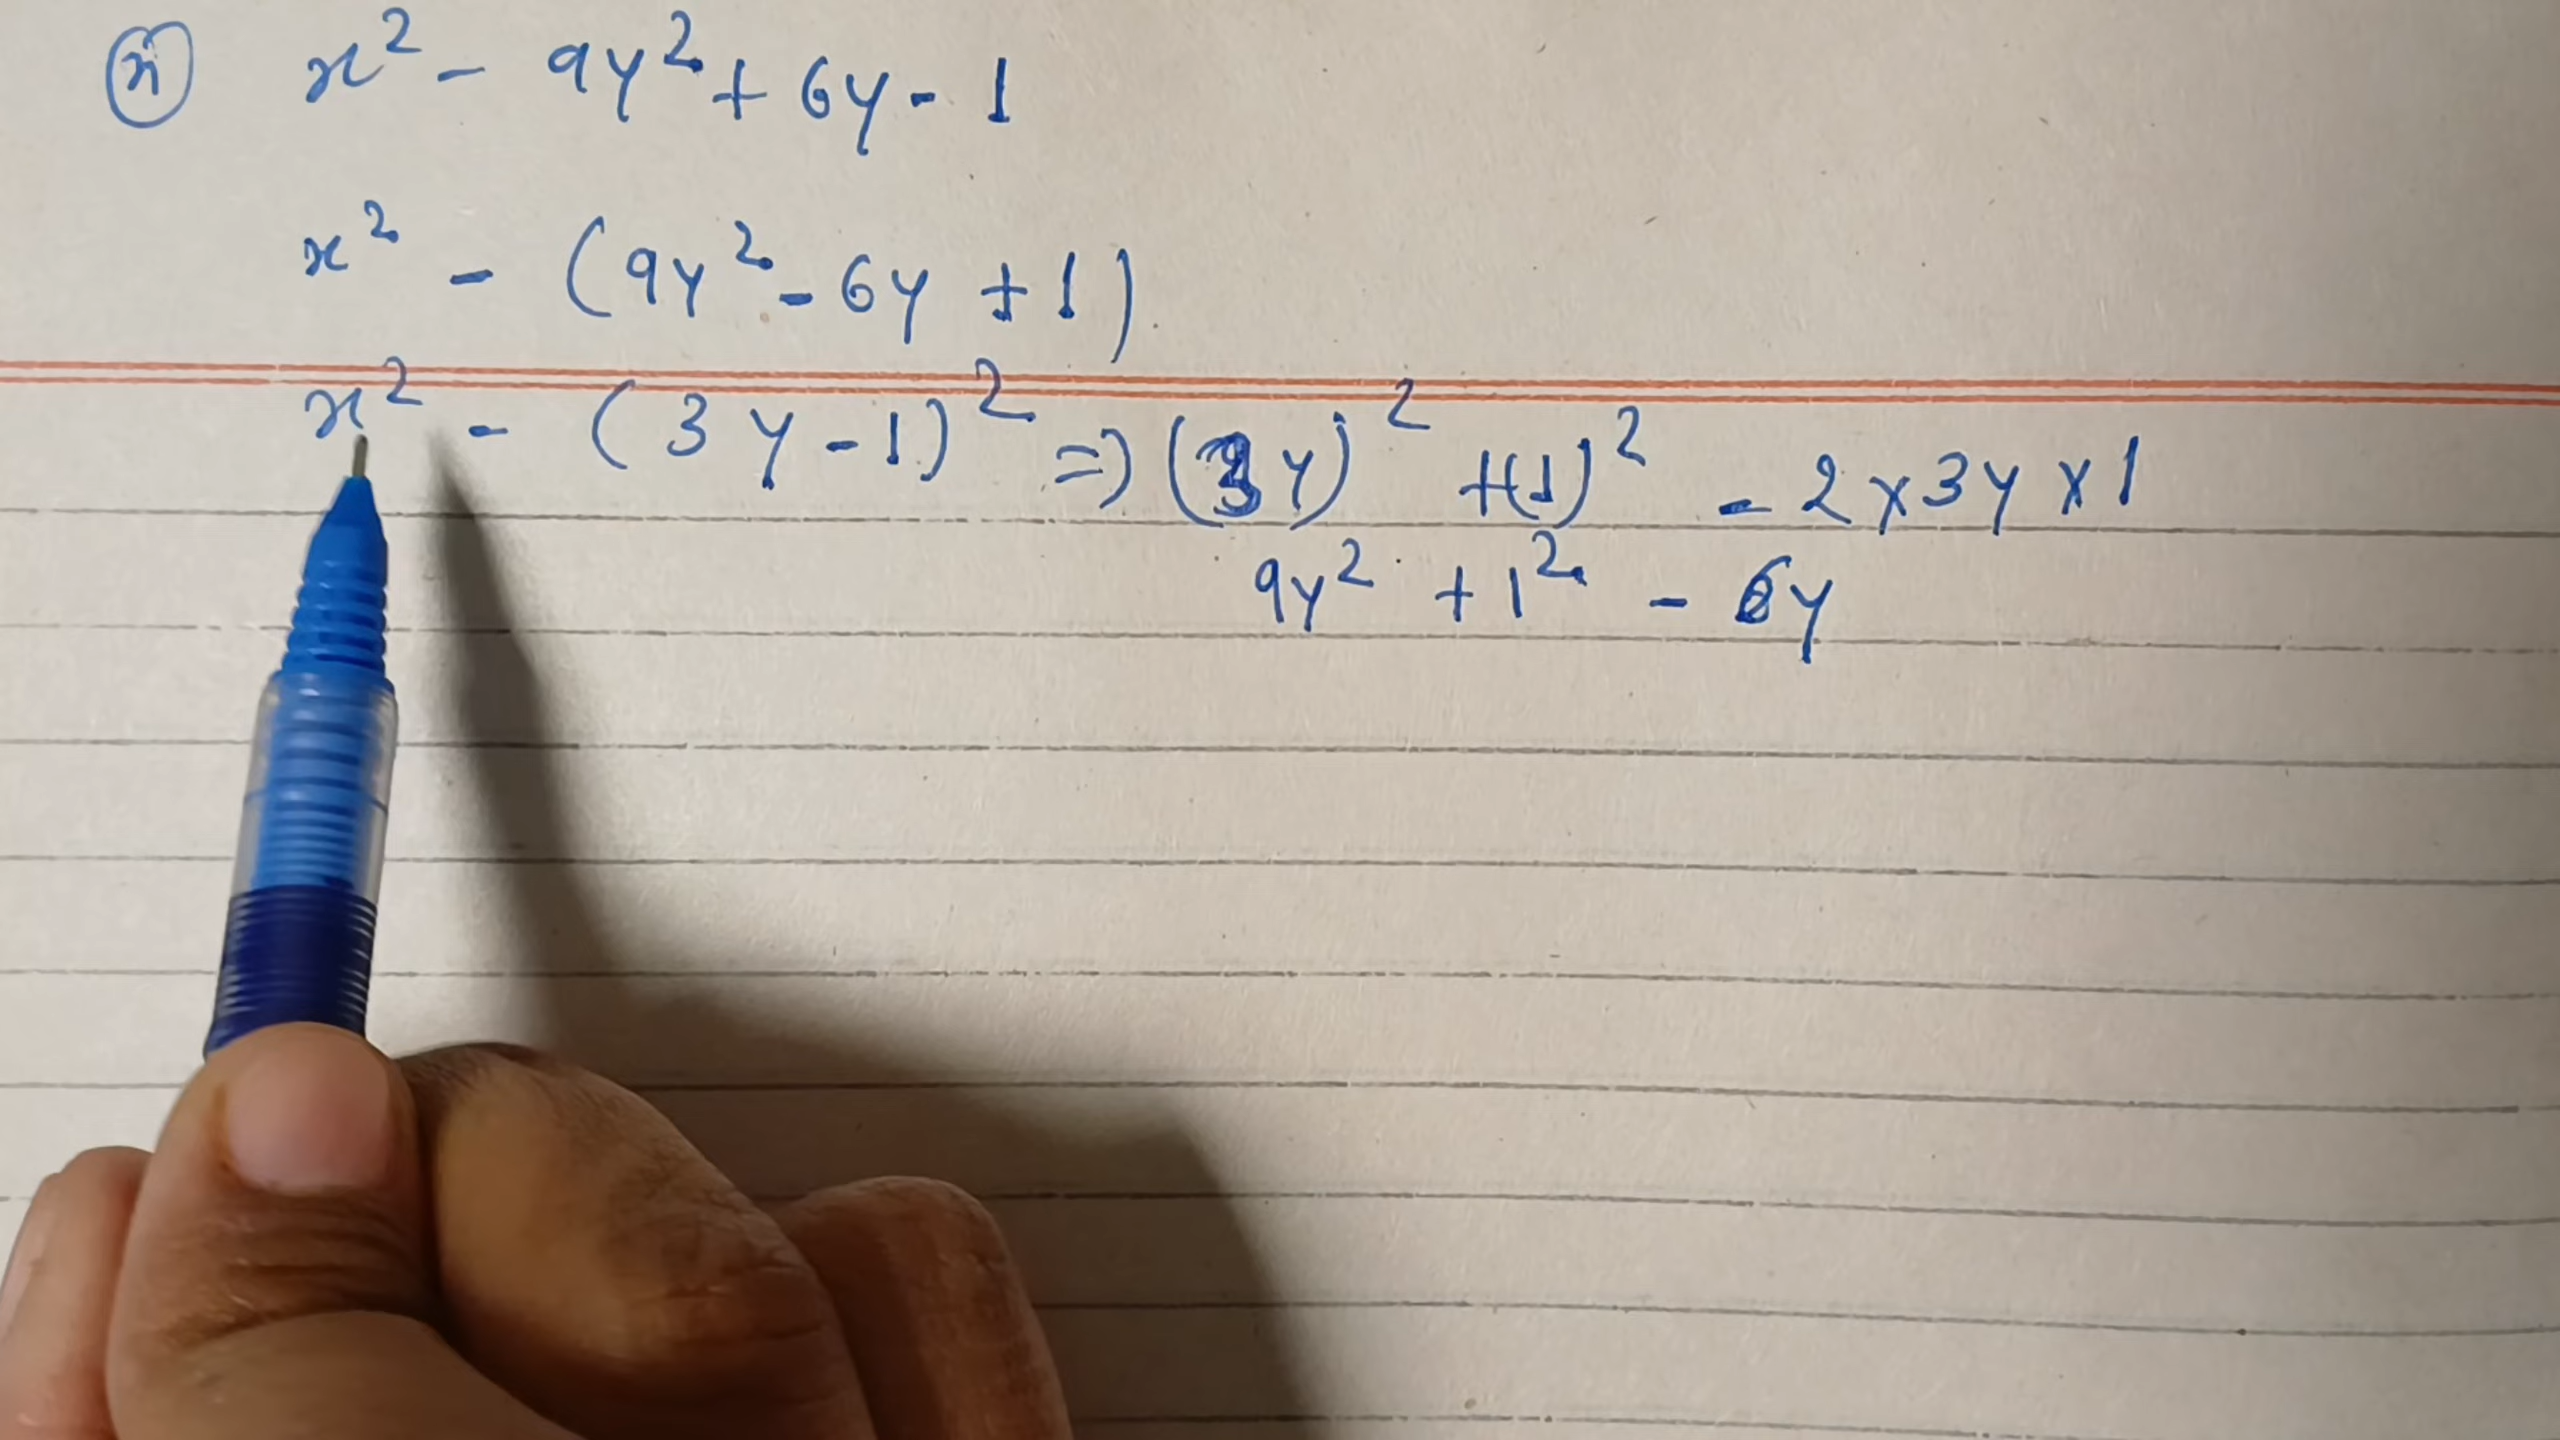 (xi) x² - 9y² + 6y - 1
x² - (9y² - 6y + 1)
x² - (3y - 1)² => (3y)² + (1)² - 2 x 3y x 1
9y² + 1² - 6y